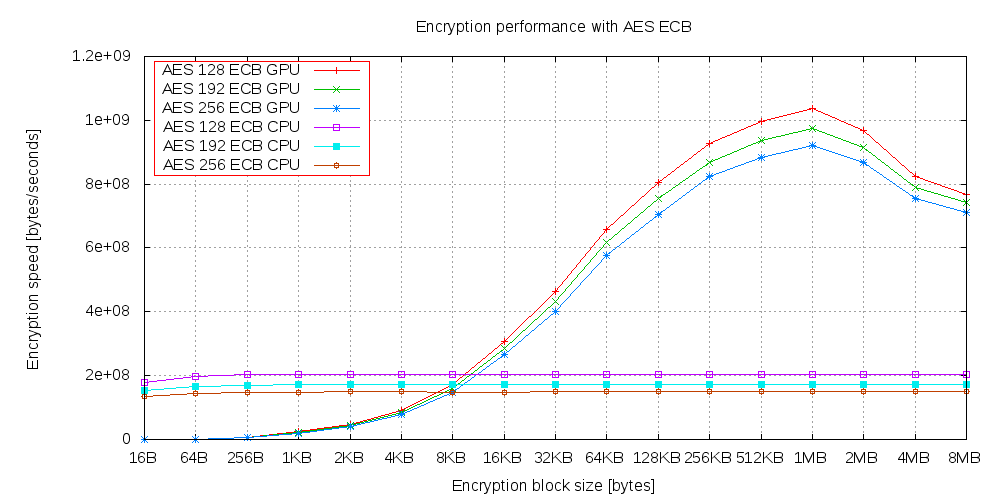 Encryption performance with AES ECB
1.2e+09
1e+09
8e+08
6e+08
4e+08
2e+08
0
Encryption speed [bytes/seconds]
AES 128 ECB GPU
AES 192 ECB GPU
AES 256 ECB GPU
AES 128 ECB CPU
AES 192 ECB CPU
AES 256 ECB CPU
16B 64B 256B 1KB 2KB 4KB 8KB 16KB 32KB 64KB 128KB 256KB 512KB 1MB 2MB 4MB 8MB
Encryption block size [bytes]